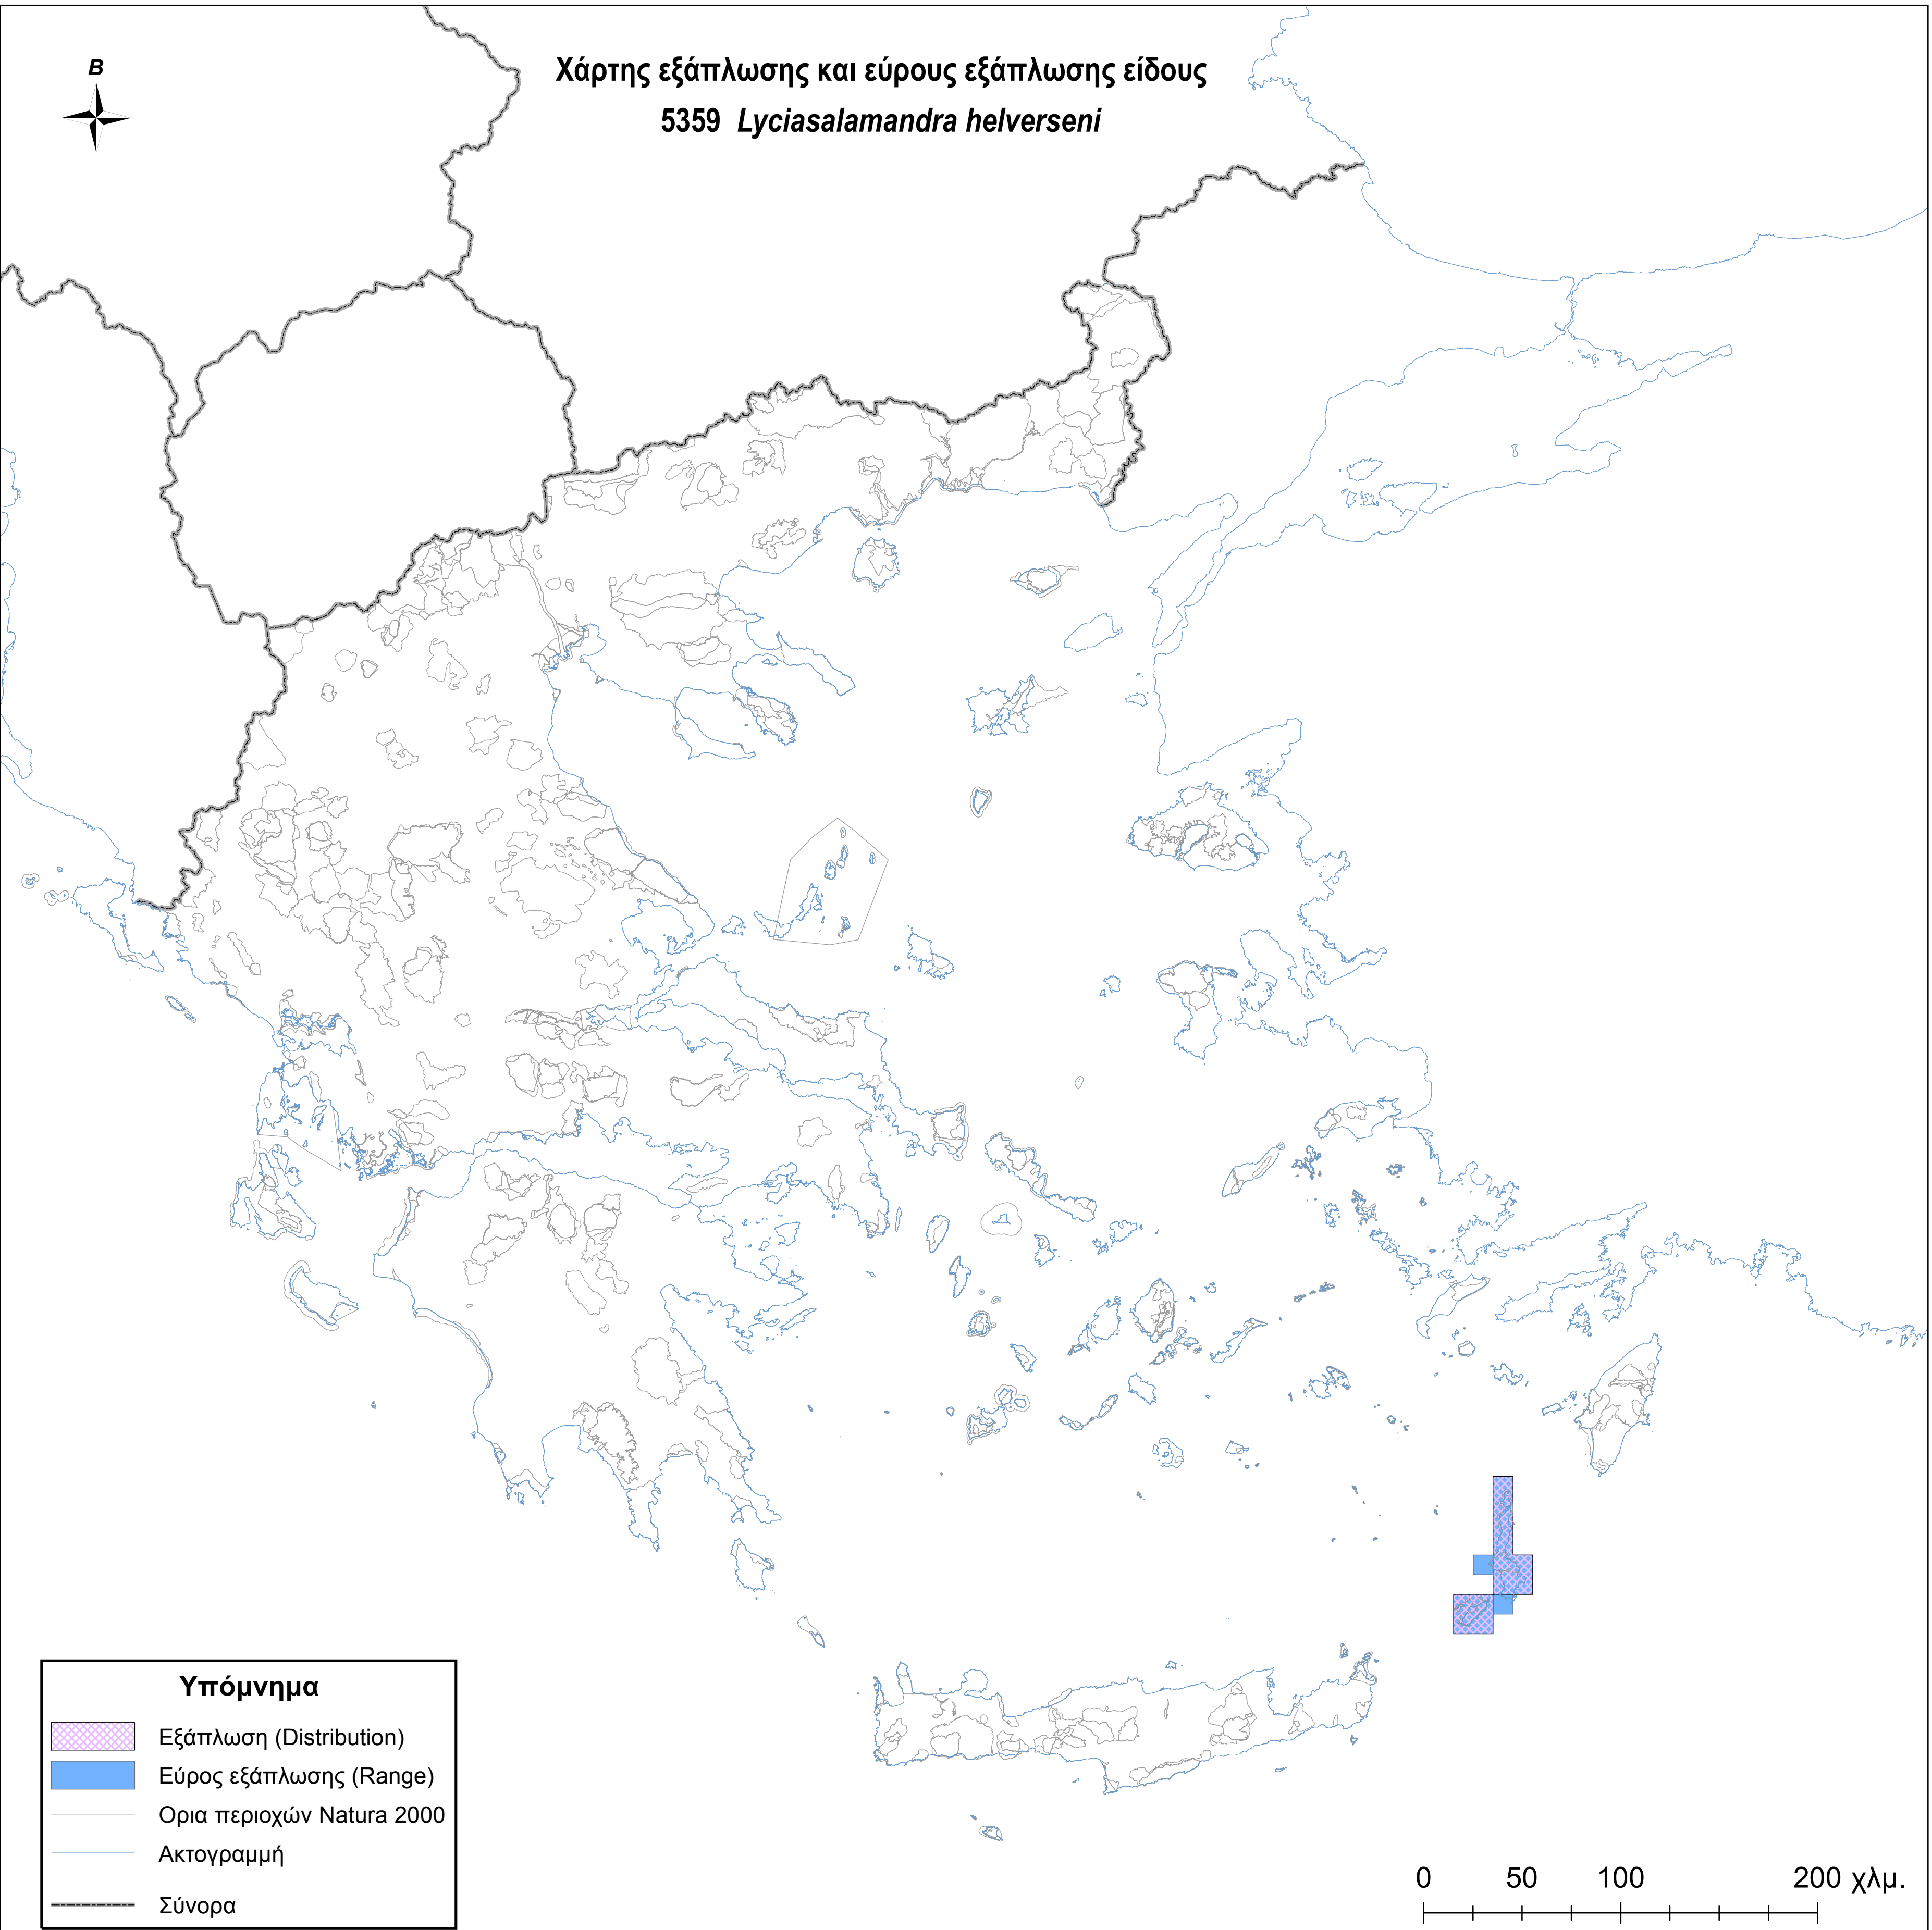 Β
Χάρτης εξάπλωσης και εύρους εξάπλωσης είδους
5359 Lyciasalamandra helverseni
Υπόμνημα
Εξάπλωση (Distribution)
Εύρος εξάπλωσης (Range)
Ορια περιοχών Natura 2000
Ακτογραμμή
Σύνορα
0 50 100 200 χλμ.